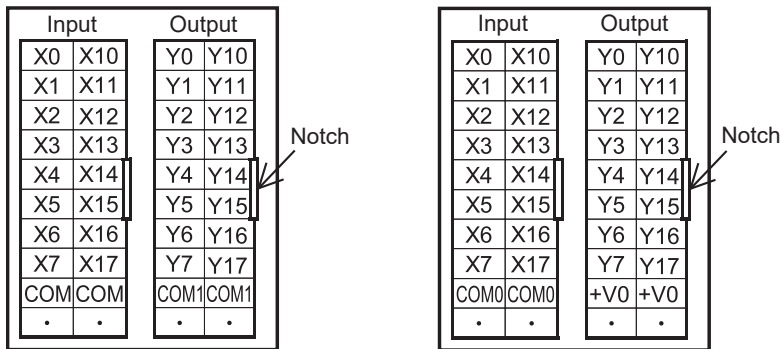 Input Output
X0 X10 Y0 Y10
X1 X11 Y1 Y11
X2 X12 Y2 Y12
X3 X13 Y3 Y13
Notch
X4 X14 Y4 Y14
X5 X15 Y5 Y15
X6 X16 Y6 Y16
X7 X17 Y7 Y17
COM COM COM1 COM1
• • • •
Input Output
X0 X10 Y0 Y10
X1 X11 Y1 Y11
X2 X12 Y2 Y12
X3 X13 Y3 Y13
Notch
X4 X14 Y4 Y14
X5 X15 Y5 Y15
X6 X16 Y6 Y16
X7 X17 Y7 Y17
COM0 COM0 +V0 +V0
• • • •